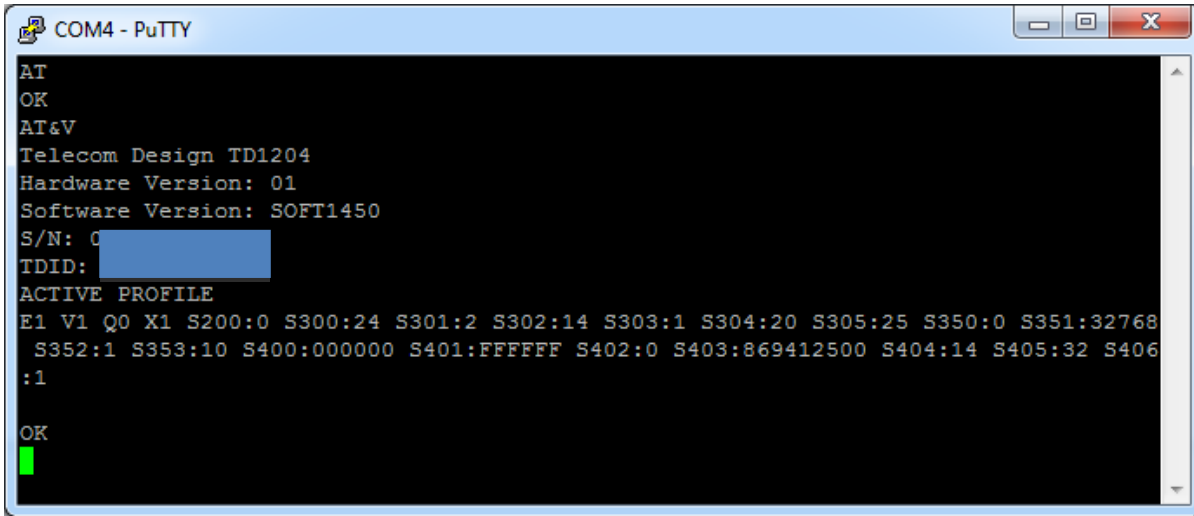 COM4 - PuTTY
AT
OK
AT&V
Telecom Design TD1204
Hardware Version: 01
Software Version: SOFT1450
S/N: 0
TDID:
ACTIVE PROFILE
E1 V1 Q0 X1 S200:0 S300:24 S301:2 S302:14 S303:1 S304:20 S305:25 S350:0 S351:32768
S352:1 S353:10 S400:000000 S401:FFFFFF S402:0 S403:869412500 S404:14 S405:32 S406
:1
OK